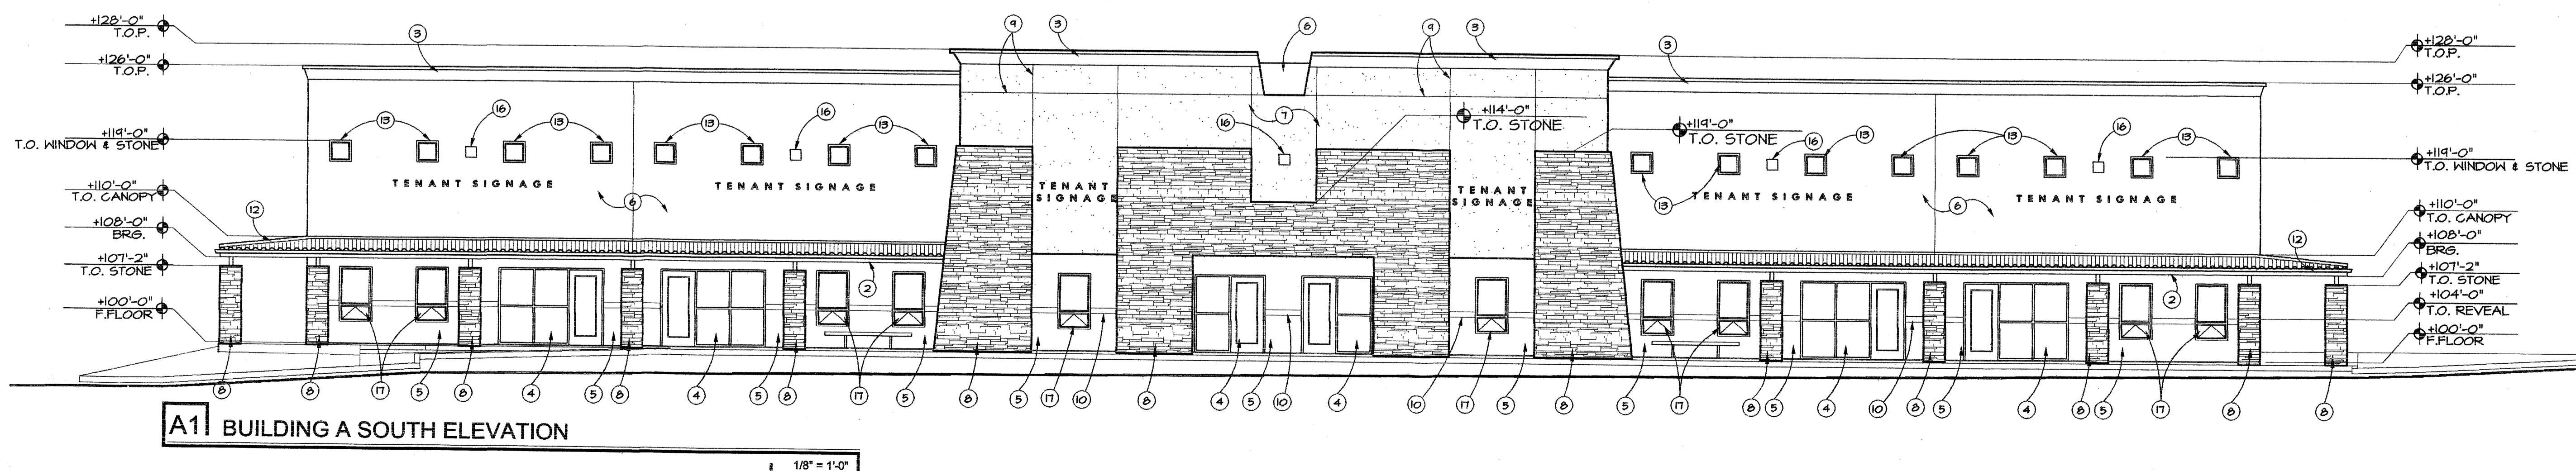 +128'-0"
T.O.P.
+126'-0"
T.O.P.
+119'-0"
T.O. WINDOW & STONE
+110'-0"
T.O. CANOPY
+108'-0"
BRG.
+107'-2"
T.O. STONE
+100'-0"
F.FLOOR
3
9
3
6
9
3
3
13
16
13
13
16
13
16
7
+114'-0"
T.O. STONE
+119'-0"
T.O. STONE
16
13
13
16
13
TENANT SIGNAGE
TENANT SIGNAGE
TENANT
SIGNAGE
TENANT
SIGNAGE
TENANT SIGNAGE
TENANT SIGNAGE
6
13
6
12
2
2
12
+128'-0"
T.O.P.
+126'-0"
T.O.P.
+119'-0"
T.O. WINDOW & STONE
+110'-0"
T.O. CANOPY
+108'-0"
BRG.
+107'-2"
T.O. STONE
+104'-0"
T.O. REVEAL
+100'-0"
F.FLOOR
8 8 17 5 8 4 5 8 4 5 8 17 5 8 5 17 10 8 4 5 10 4 10 17 5 8 5 17 8 5 4 10 8 5 4 8 5 17 8 8
A1 BUILDING A SOUTH ELEVATION
1/8" = 1'-0"